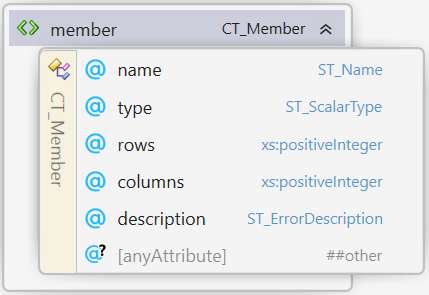 member CT_Member
CT_Member
@ name ST_Name
@ type ST_ScalarType
@ rows xs:positiveInteger
@ columns xs:positiveInteger
@ description ST_ErrorDescription
@? [anyAttribute] ##other